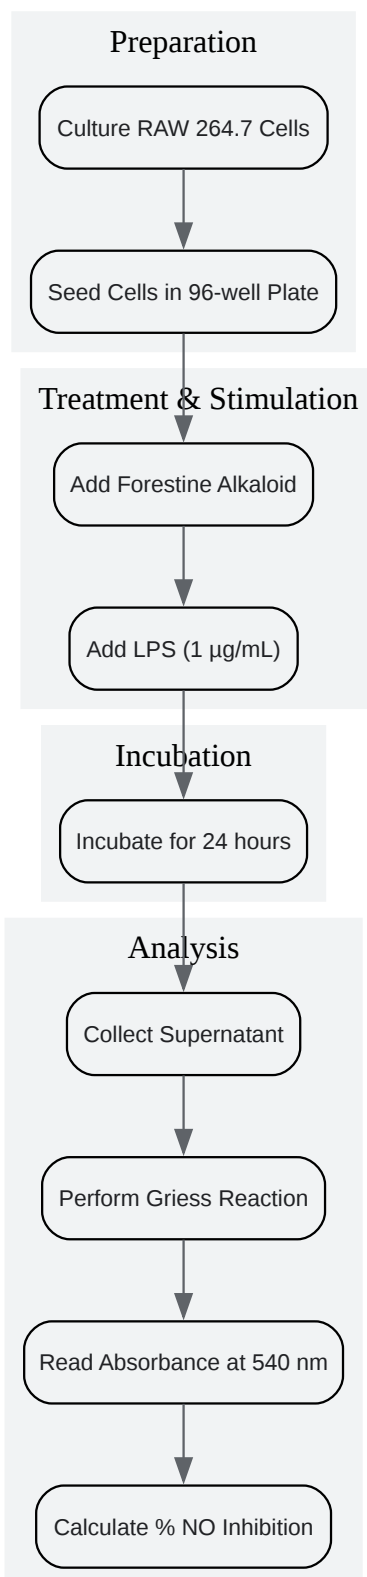 Preparation
Culture RAW 264.7 Cells
Seed Cells in 96-well Plate
Treatment & Stimulation
Add Forestine Alkaloid
Add LPS (1 µg/mL)
Incubation
Incubate for 24 hours
Analysis
Collect Supernatant
Perform Griess Reaction
Read Absorbance at 540 nm
Calculate % NO Inhibition